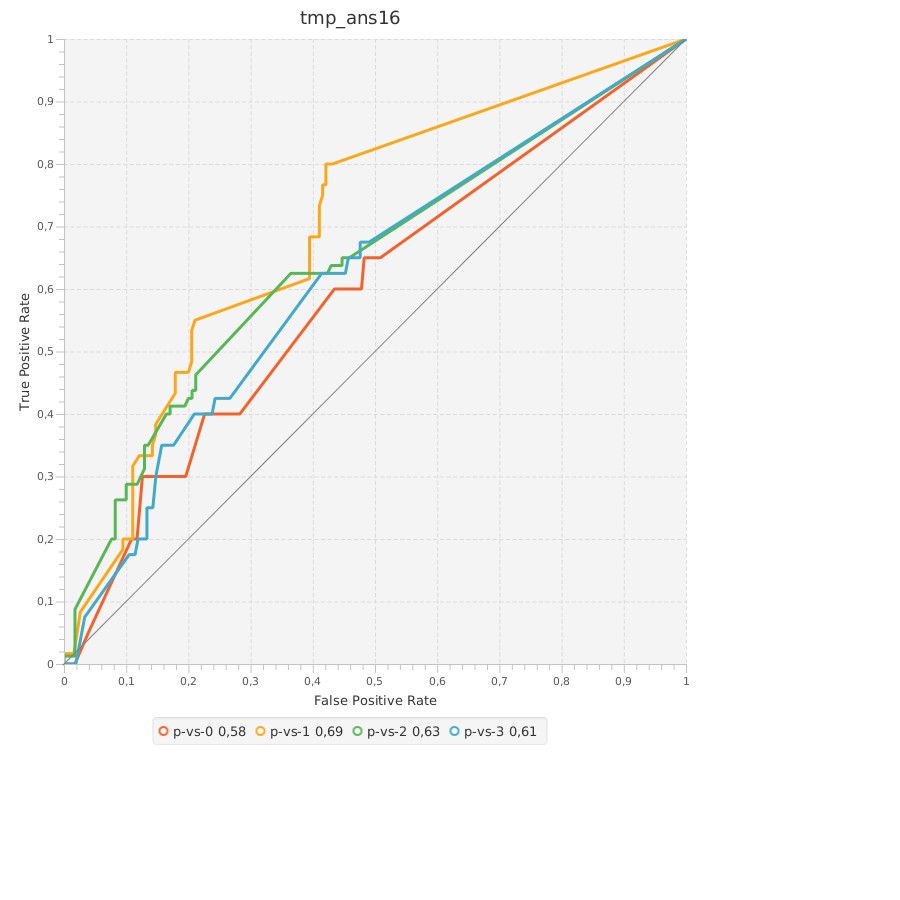 tmp_ans16
1
0,9
0,8
0,7
0,6
0,5
0,4
0,3
0,2
0,1
0
True Positive Rate
0 0,1 0,2 0,3 0,4 0,5 0,6 0,7 0,8 0,9 1
False Positive Rate
p-vs-0 0,58 p-vs-1 0,69 p-vs-2 0,63 p-vs-3 0,61